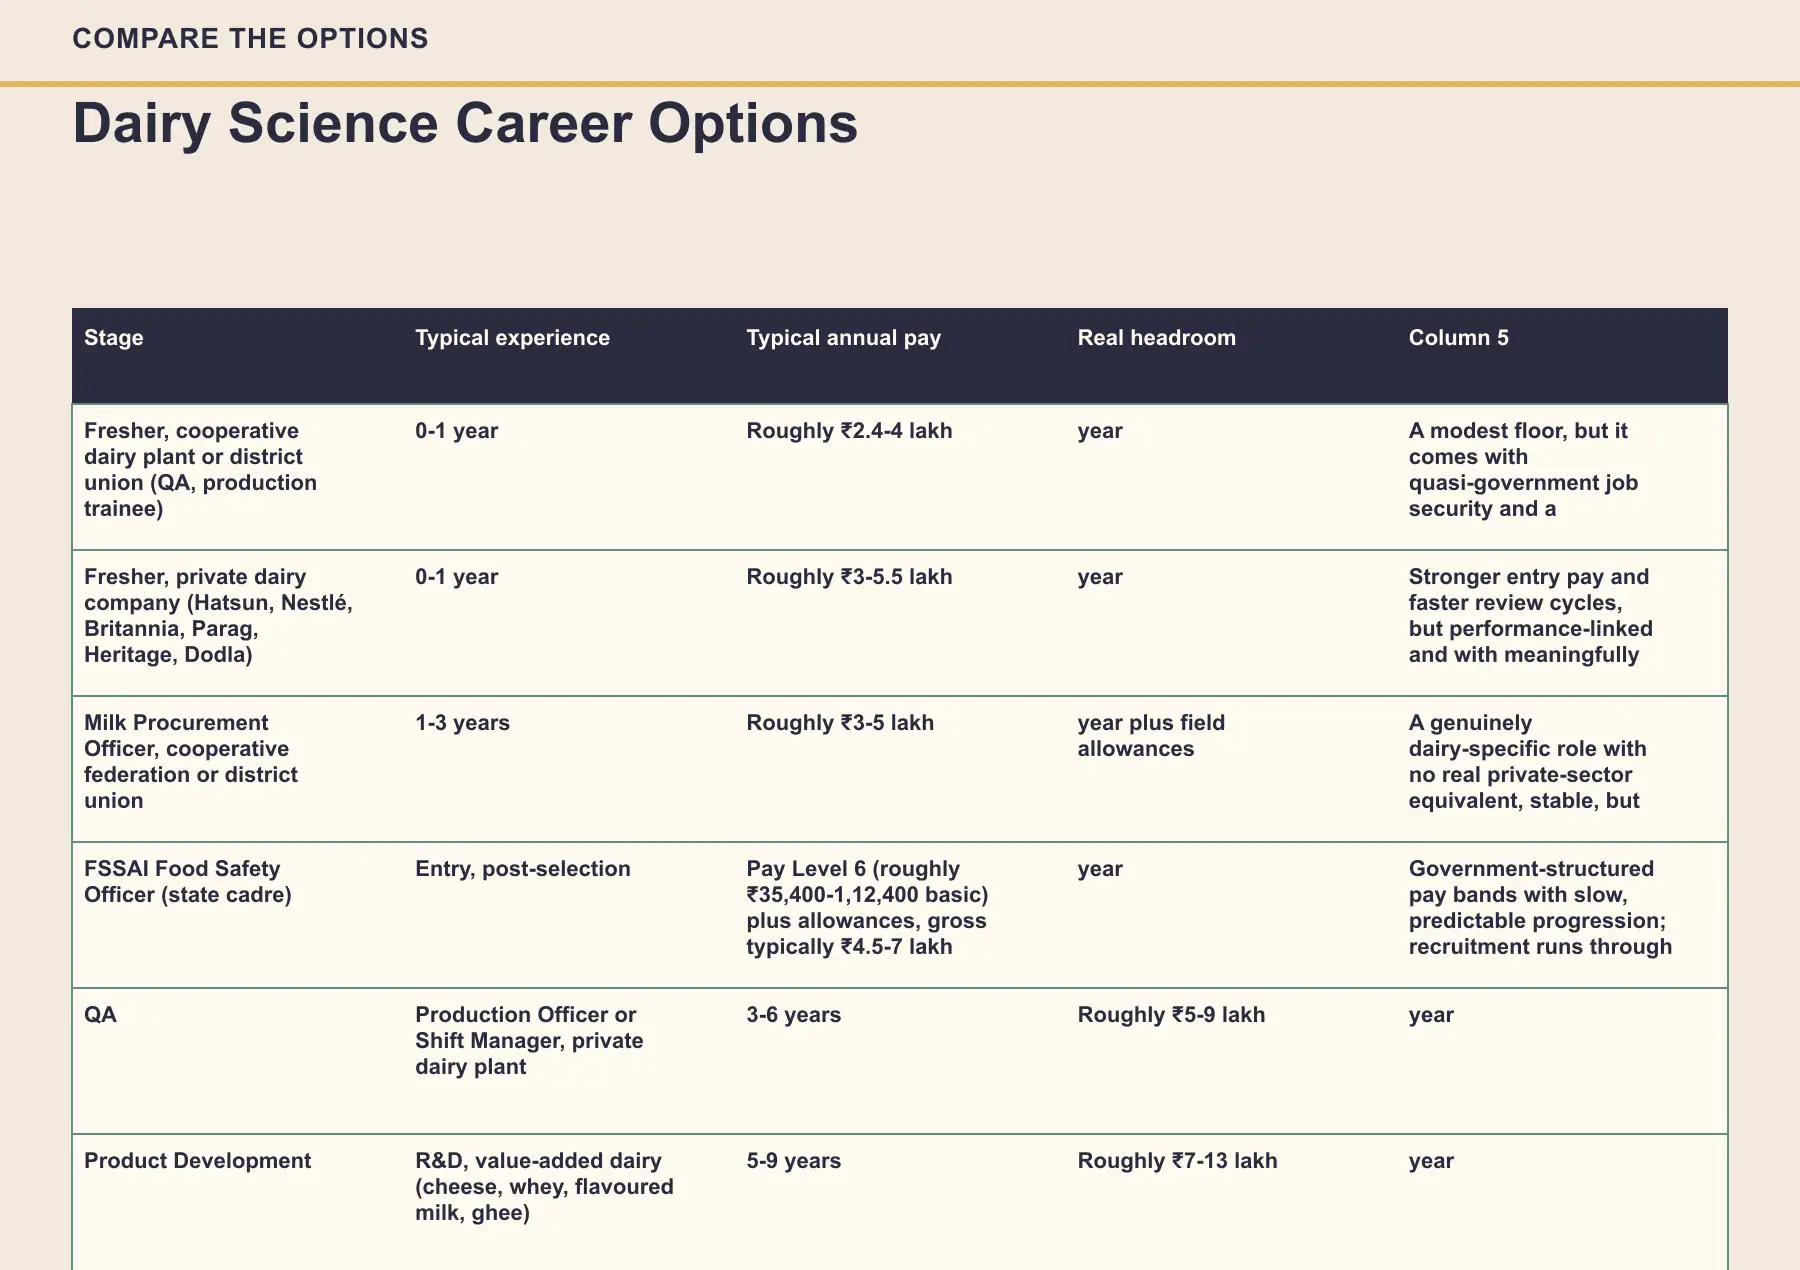 COMPARE THE OPTIONS
Dairy Science Career Options
Stage
Typical experience
Typical annual pay
Real headroom
Column 5
Fresher, cooperative
dairy plant or district
union (QA, production
trainee)
0-1 year
Roughly ₹2.4-4 lakh
year
A modest floor, but it
comes with
quasi-government job
security and a
Fresher, private dairy
company (Hatsun, Nestlé,
Britannia, Parag,
Heritage, Dodla)
0-1 year
Roughly ₹3-5.5 lakh
year
Stronger entry pay and
faster review cycles,
but performance-linked
and with meaningfully
Milk Procurement
Officer, cooperative
federation or district
union
1-3 years
Roughly ₹3-5 lakh
year plus field
allowances
A genuinely
dairy-specific role with
no real private-sector
equivalent, stable, but
FSSAI Food Safety
Officer (state cadre)
Entry, post-selection
Pay Level 6 (roughly
₹35,400-1,12,400 basic)
plus allowances, gross
typically ₹4.5-7 lakh
year
Government-structured
pay bands with slow,
predictable progression;
recruitment runs through
QA
Production Officer or
Shift Manager, private
dairy plant
3-6 years
Roughly ₹5-9 lakh
year
Product Development
R&D, value-added dairy
(cheese, whey, flavoured
milk, ghee)
5-9 years
Roughly ₹7-13 lakh
year